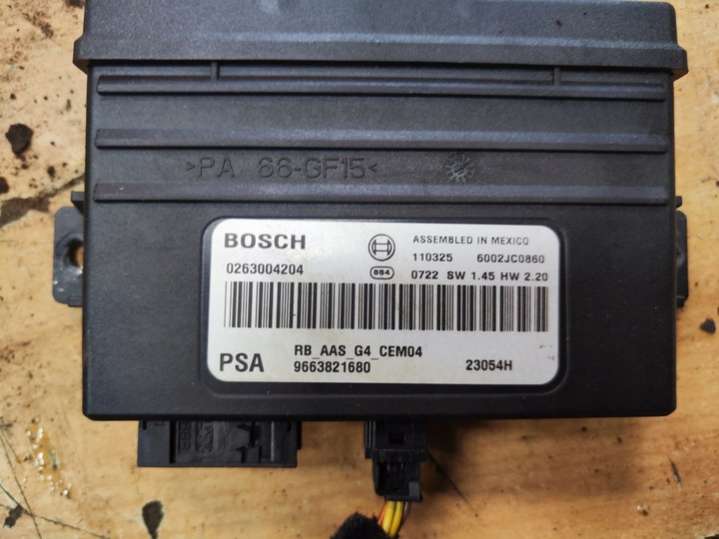 >PA 66-GF15<
BOSCH
ASSEMBLED IN MEXICO
110325 6002JC0860
0263004204
684 0722 SW 1.45 HW 2.20
RB_AAS_G4_CEM04
PSA 9663821680 23054H